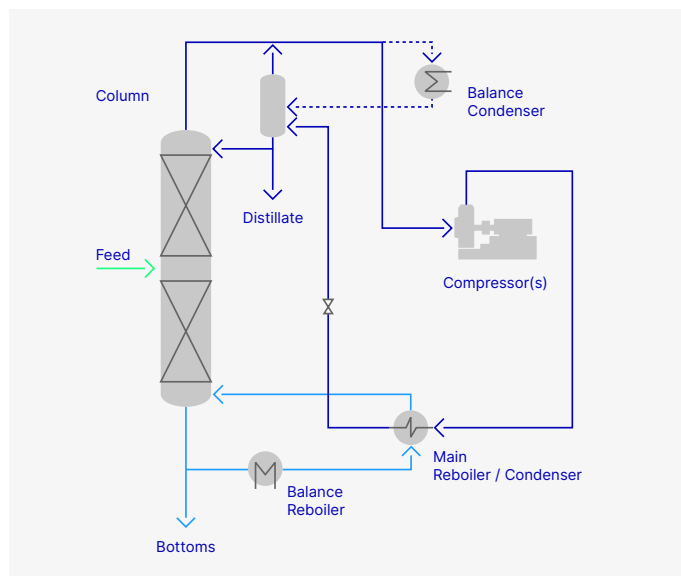 Column
Balance
Condenser
Distillate
Feed
Compressor(s)
Main
Reboiler / Condenser
Balance
Reboiler
Bottoms